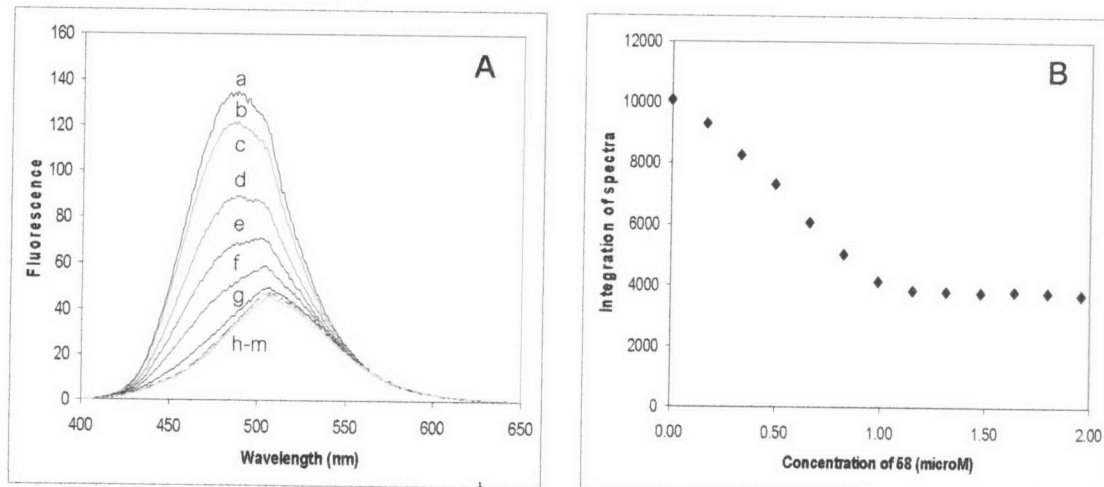 160
140
120
100
80
60
40
20
0
Fluorescence
A
a
b
c
d
e
f
g
h-m
400 450 500 550 600 650
Wavelength (nm)
12000
10000
8000
6000
4000
2000
0
Integration of spectra
B
0.00 0.50 1.00 1.50 2.00
Concentration of 68 (microM)